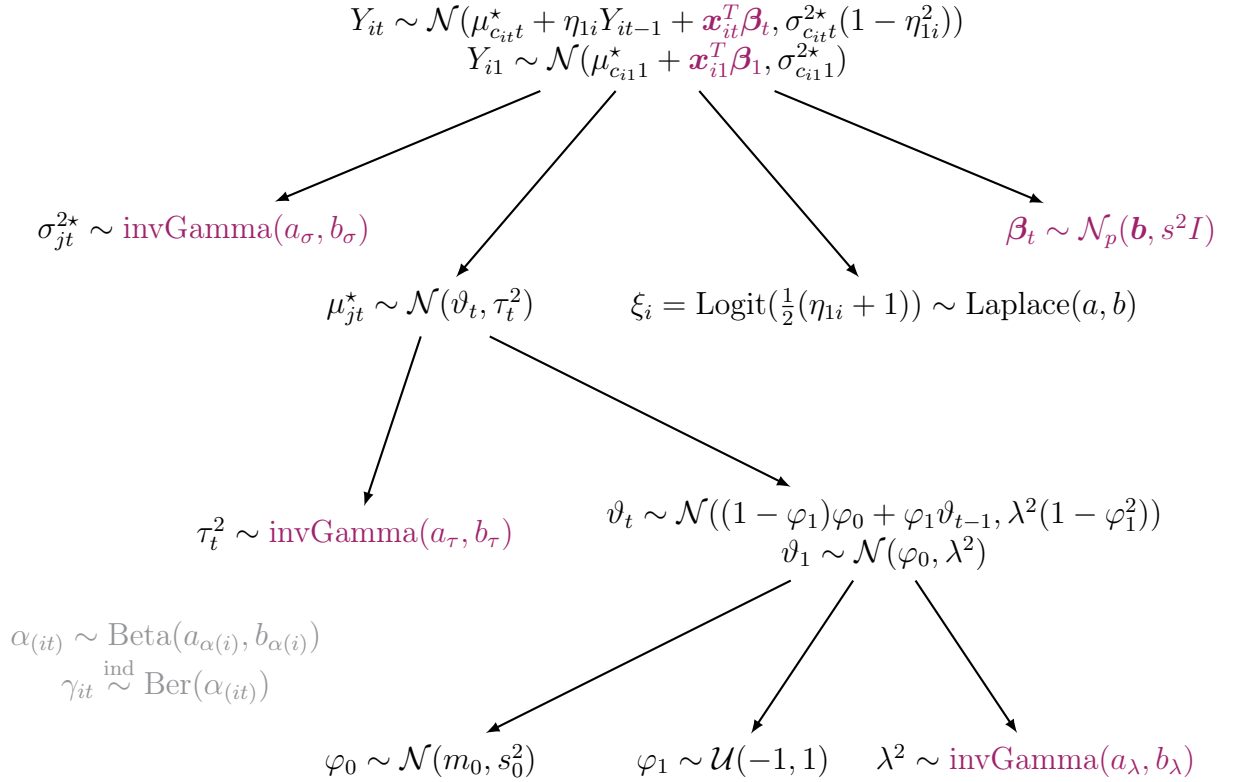 Y_{it} ∼ 𝒩(μ^⋆_{c_{it}t} + η_{1i}Y_{it−1} + x^T_{it}β_t, σ^{2⋆}_{c_{it}t}(1 − η^2_{1i}))
Y_{i1} ∼ 𝒩(μ^⋆_{c_{i1}1} + x^T_{i1}β_1, σ^{2⋆}_{c_{i1}1})
σ^{2⋆}_{jt} ∼ invGamma(a_σ, b_σ)
β_t ∼ 𝒩_p(b, s^2I)
μ^⋆_{jt} ∼ 𝒩(ϑ_t, τ^2_t)
ξ_i = Logit(½(η_{1i} + 1)) ∼ Laplace(a, b)
τ^2_t ∼ invGamma(a_τ, b_τ)
ϑ_t ∼ 𝒩((1 − φ_1)φ_0 + φ_1ϑ_{t−1}, λ^2(1 − φ^2_1))
ϑ_1 ∼ 𝒩(φ_0, λ^2)
α_{(it)} ∼ Beta(a_{α(i)}, b_{α(i)})
γ_{it} ∼^{ind} Ber(α_{(it)})
φ_0 ∼ 𝒩(m_0, s^2_0)
φ_1 ∼ 𝒰(−1, 1)
λ^2 ∼ invGamma(a_λ, b_λ)